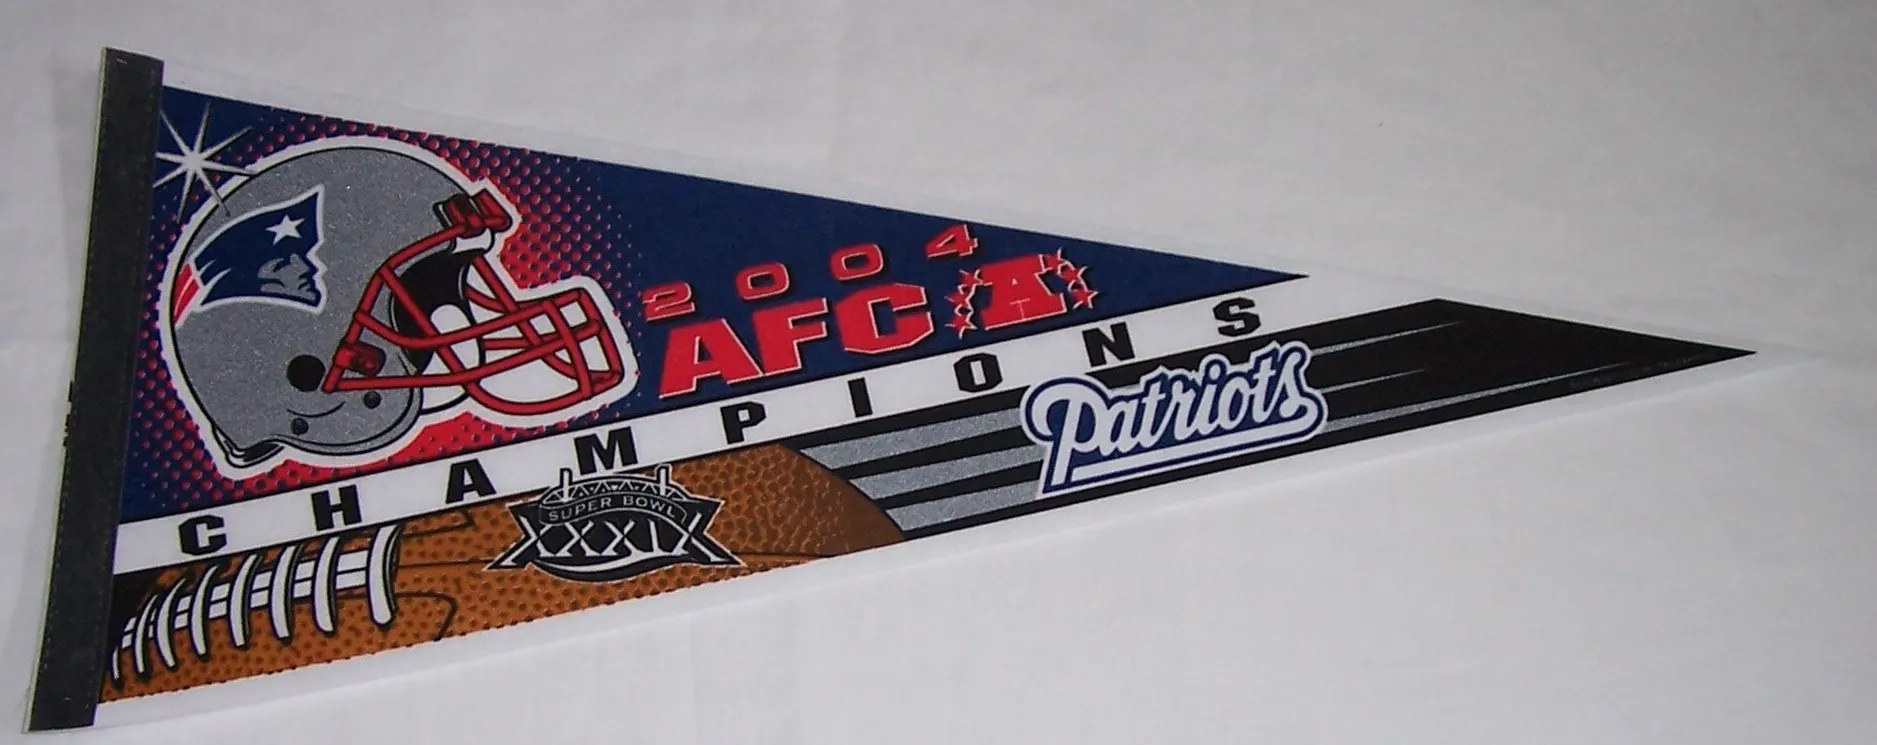 2004
AFC A
CHAMPIONS
SUPER BOWL
XXXIX
Patriots